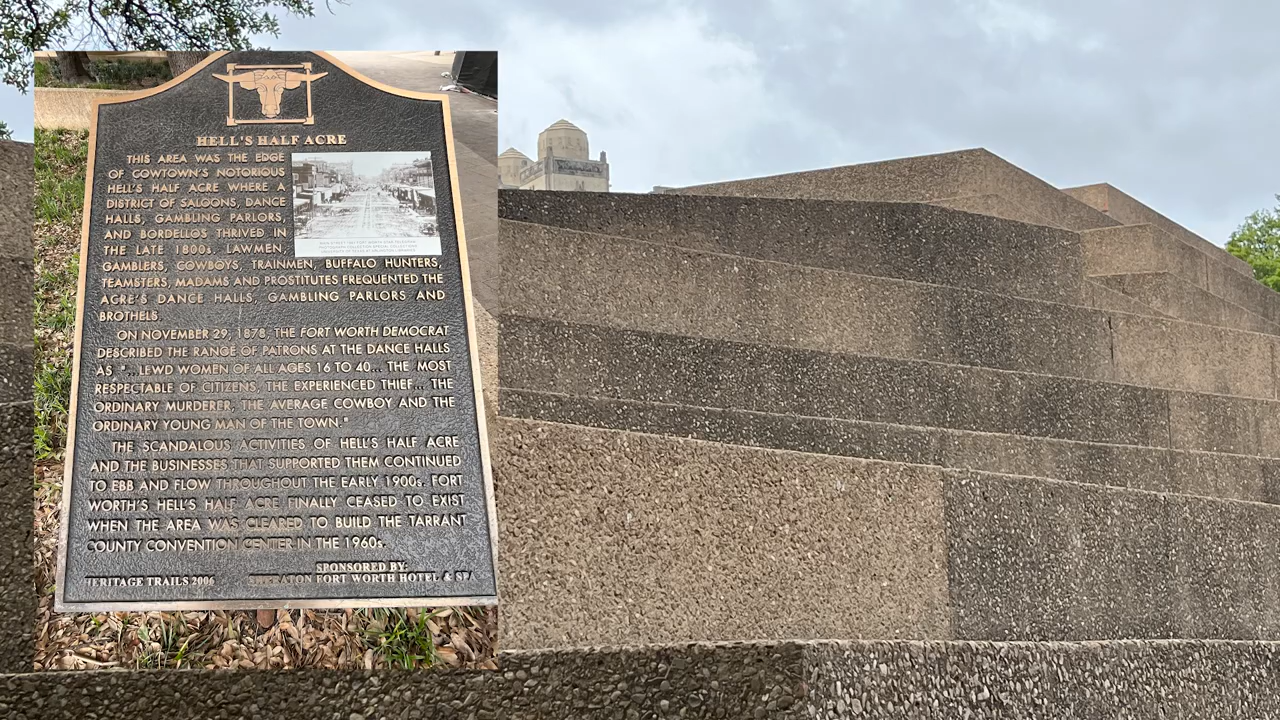 HELL'S HALF ACRE
THIS AREA WAS THE EDGE
OF COWTOWN'S NOTORIOUS
HELL'S HALF ACRE WHERE A
DISTRICT OF SALOONS, DANCE
HALLS, GAMBLING PARLORS,
AND BORDELLOS THRIVED IN
THE LATE 1800s. LAWMEN,
GAMBLERS, COWBOYS, TRAINMEN, BUFFALO HUNTERS,
TEAMSTERS, MADAMS AND PROSTITUTES FREQUENTED THE
ACRE'S DANCE HALLS, GAMBLING PARLORS AND
BROTHELS.
ON NOVEMBER 29, 1878, THE FORT WORTH DEMOCRAT
DESCRIBED THE RANGE OF PATRONS AT THE DANCE HALLS
AS "...LEWD WOMEN OF ALL AGES 16 TO 40... THE MOST
RESPECTABLE OF CITIZENS, THE EXPERIENCED THIEF... THE
ORDINARY MURDERER, THE AVERAGE COWBOY AND THE
ORDINARY YOUNG MAN OF THE TOWN."
THE SCANDALOUS ACTIVITIES OF HELL'S HALF ACRE
AND THE BUSINESSES THAT SUPPORTED THEM CONTINUED
TO EBB AND FLOW THROUGHOUT THE EARLY 1900s. FORT
WORTH'S HELL'S HALF ACRE FINALLY CEASED TO EXIST
WHEN THE AREA WAS CLEARED TO BUILD THE TARRANT
COUNTY CONVENTION CENTER IN THE 1960s.
SPONSORED BY:
HERITAGE TRAILS 2006 SHERATON FORT WORTH HOTEL & SPA